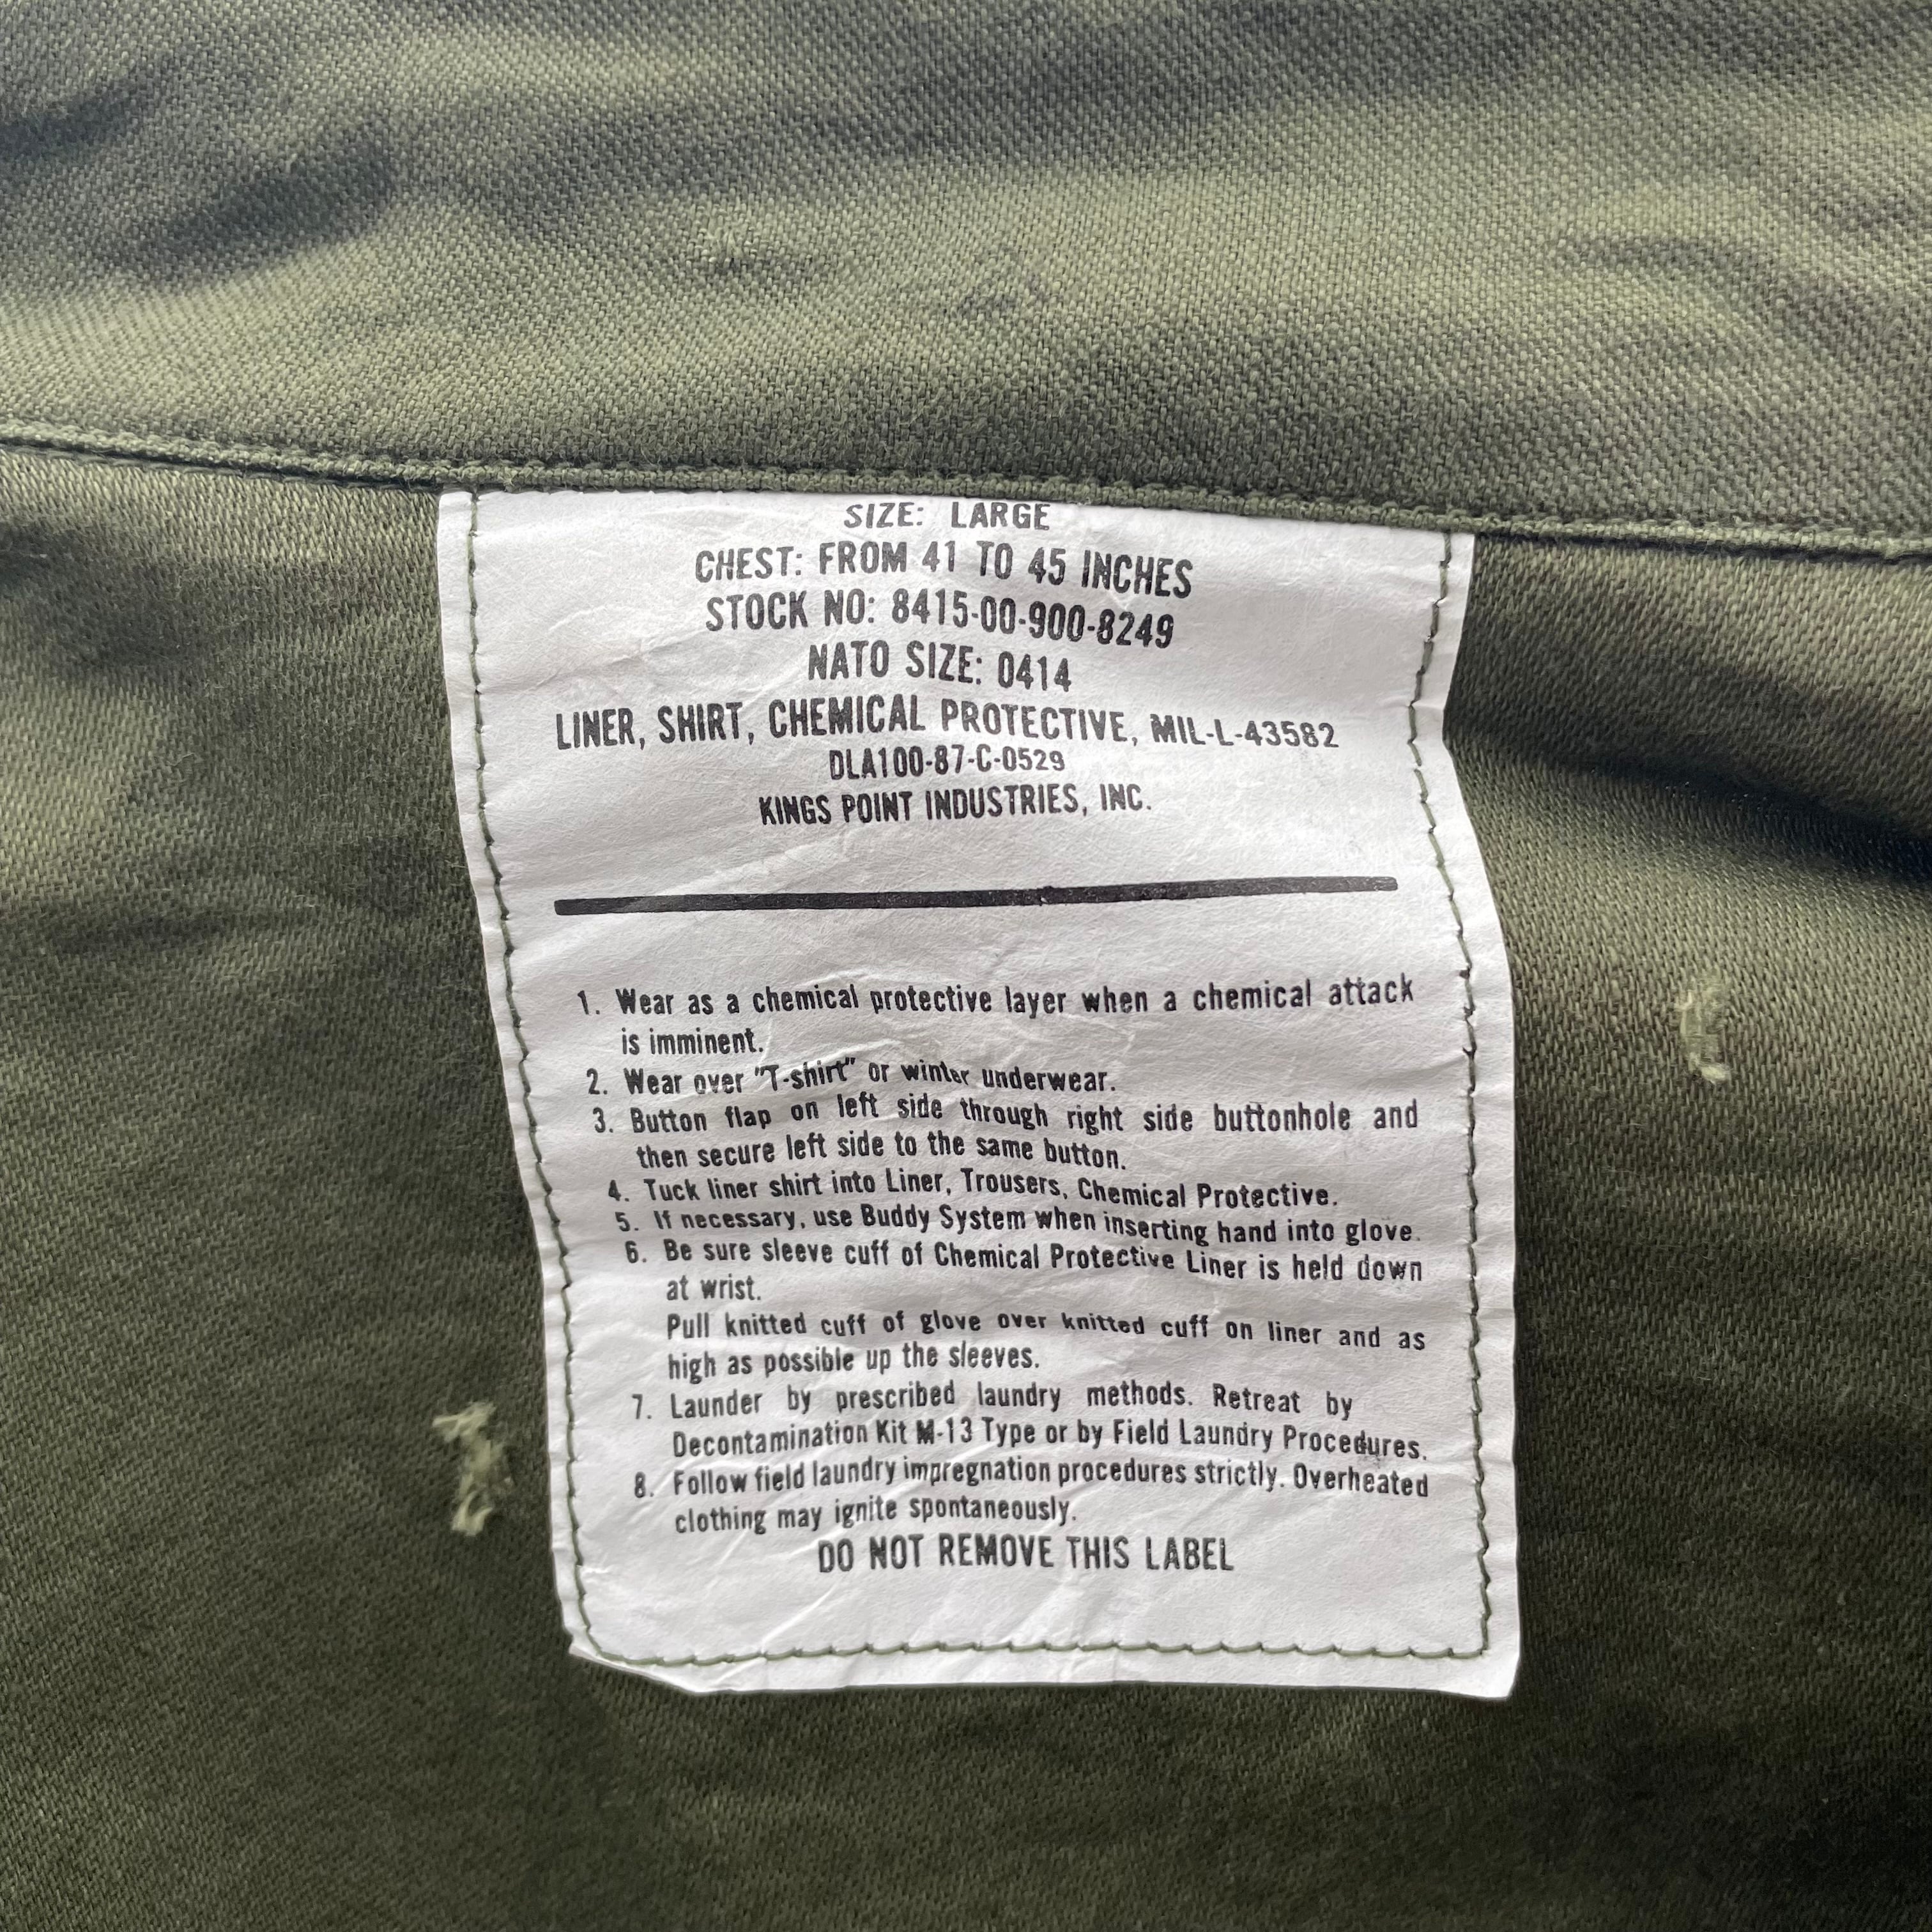 SIZE: LARGE
CHEST: FROM 41 TO 45 INCHES
STOCK NO: 8415-00-900-8249
NATO SIZE: 0414
LINER, SHIRT, CHEMICAL PROTECTIVE, MIL-L-43582
DLA100-87-C-0529
KINGS POINT INDUSTRIES, INC.
1. Wear as a chemical protective layer when a chemical attack
is imminent.
2. Wear over "T-shirt" or winter underwear.
3. Button flap on left side through right side buttonhole and
then secure left side to the same button.
4. Tuck liner shirt into Liner, Trousers, Chemical Protective.
5. If necessary, use Buddy System when inserting hand into glove.
6. Be sure sleeve cuff of Chemical Protective Liner is held down
at wrist.
Pull knitted cuff of glove over knitted cuff on liner and as
high as possible up the sleeves.
7. Launder by prescribed laundry methods. Retreat by
Decontamination Kit M-13 Type or by Field Laundry Procedures.
8. Follow field laundry impregnation procedures strictly. Overheated
clothing may ignite spontaneously.
DO NOT REMOVE THIS LABEL